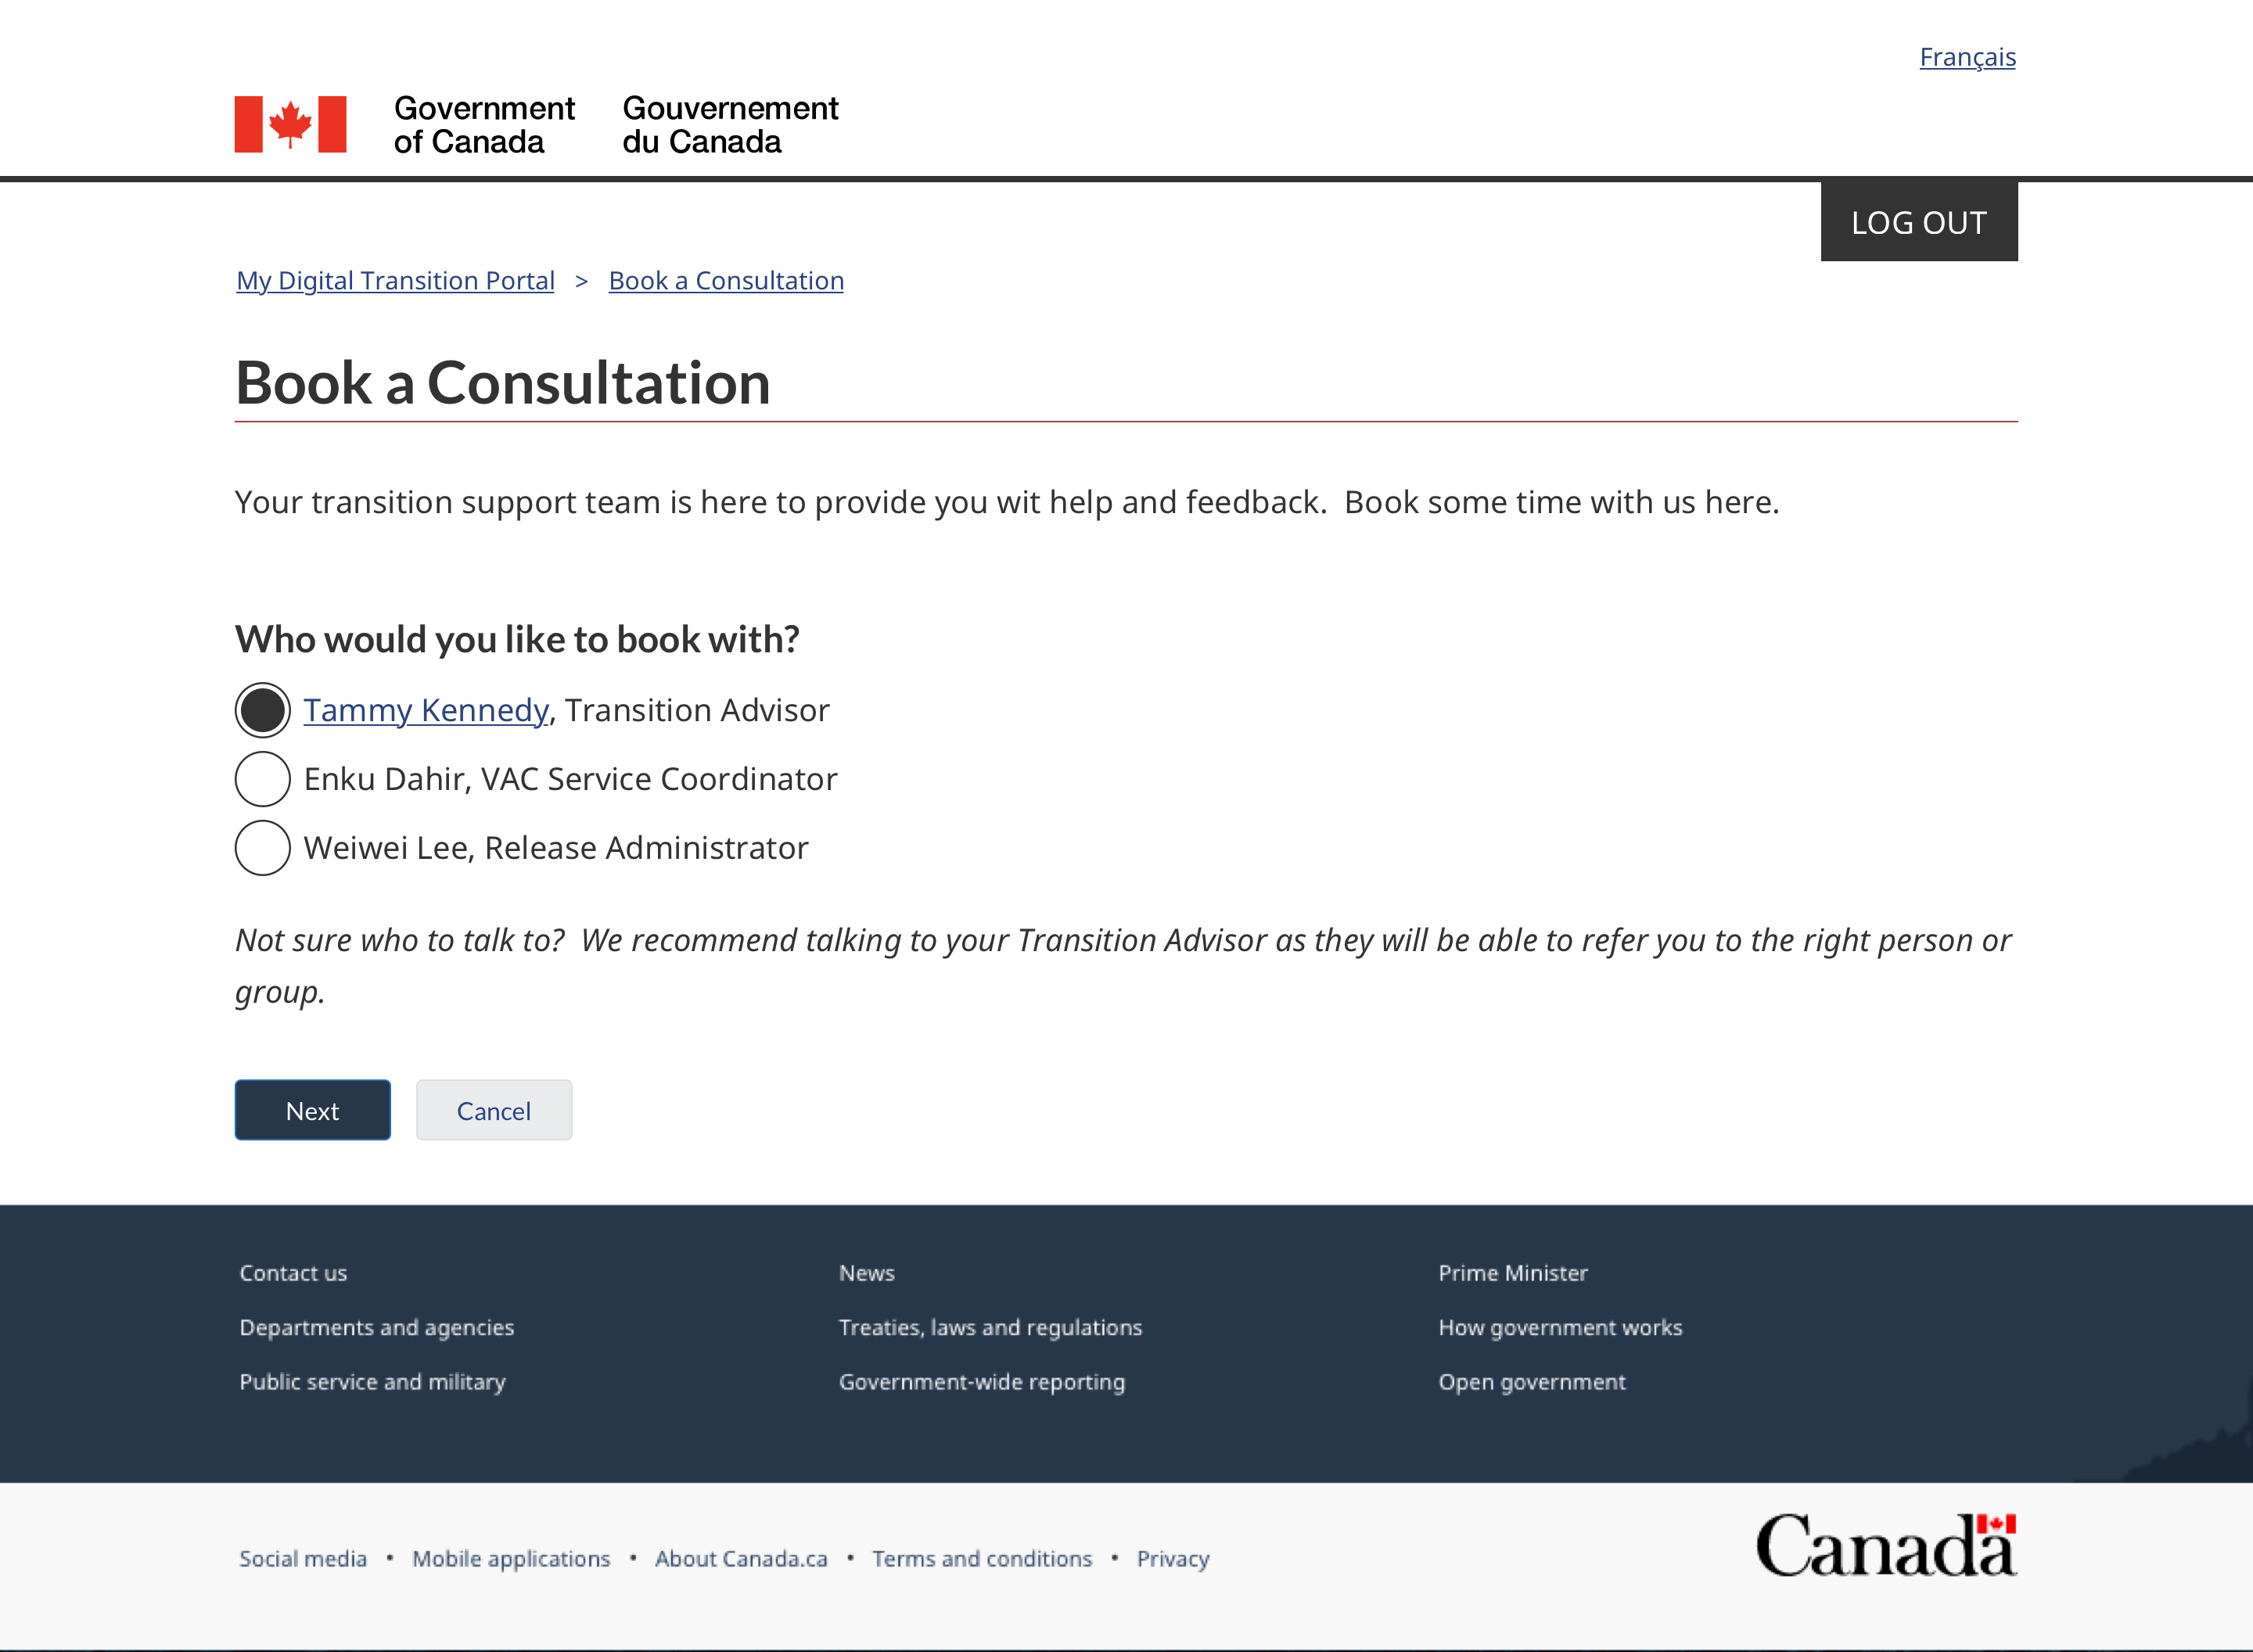 Français
Government of Canada
Gouvernement du Canada
LOG OUT
My Digital Transition Portal > Book a Consultation
Book a Consultation
Your transition support team is here to provide you wit help and feedback.  Book some time with us here.
Who would you like to book with?
Tammy Kennedy, Transition Advisor
Enku Dahir, VAC Service Coordinator
Weiwei Lee, Release Administrator
Not sure who to talk to?  We recommend talking to your Transition Advisor as they will be able to refer you to the right person or
group.
Next Cancel
Contact us
Departments and agencies
Public service and military
News
Treaties, laws and regulations
Government-wide reporting
Prime Minister
How government works
Open government
Social media • Mobile applications • About Canada.ca • Terms and conditions • Privacy
Canada